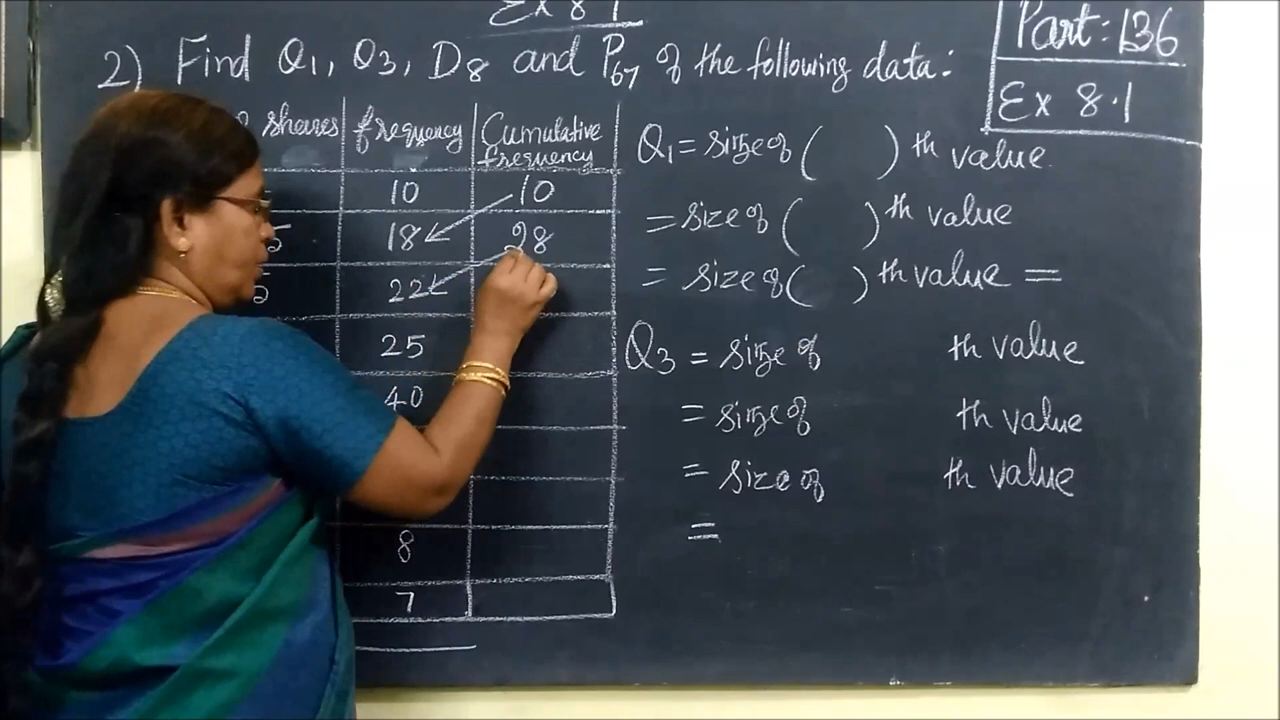 Ex 8.1
Part: 136
Ex 8.1
2) Find Q₁, Q₃, D₈ and P₆₇ of the following data:
shares | frequency | Cumulative frequency
10 | 10
5 | 18 | 28
5 | 22
25
40
8
7
Q₁ = size of ( ) th value
= size of ( ) th value
= size of ( ) th value =
Q₃ = size of th value
= size of th value
= size of th value
=